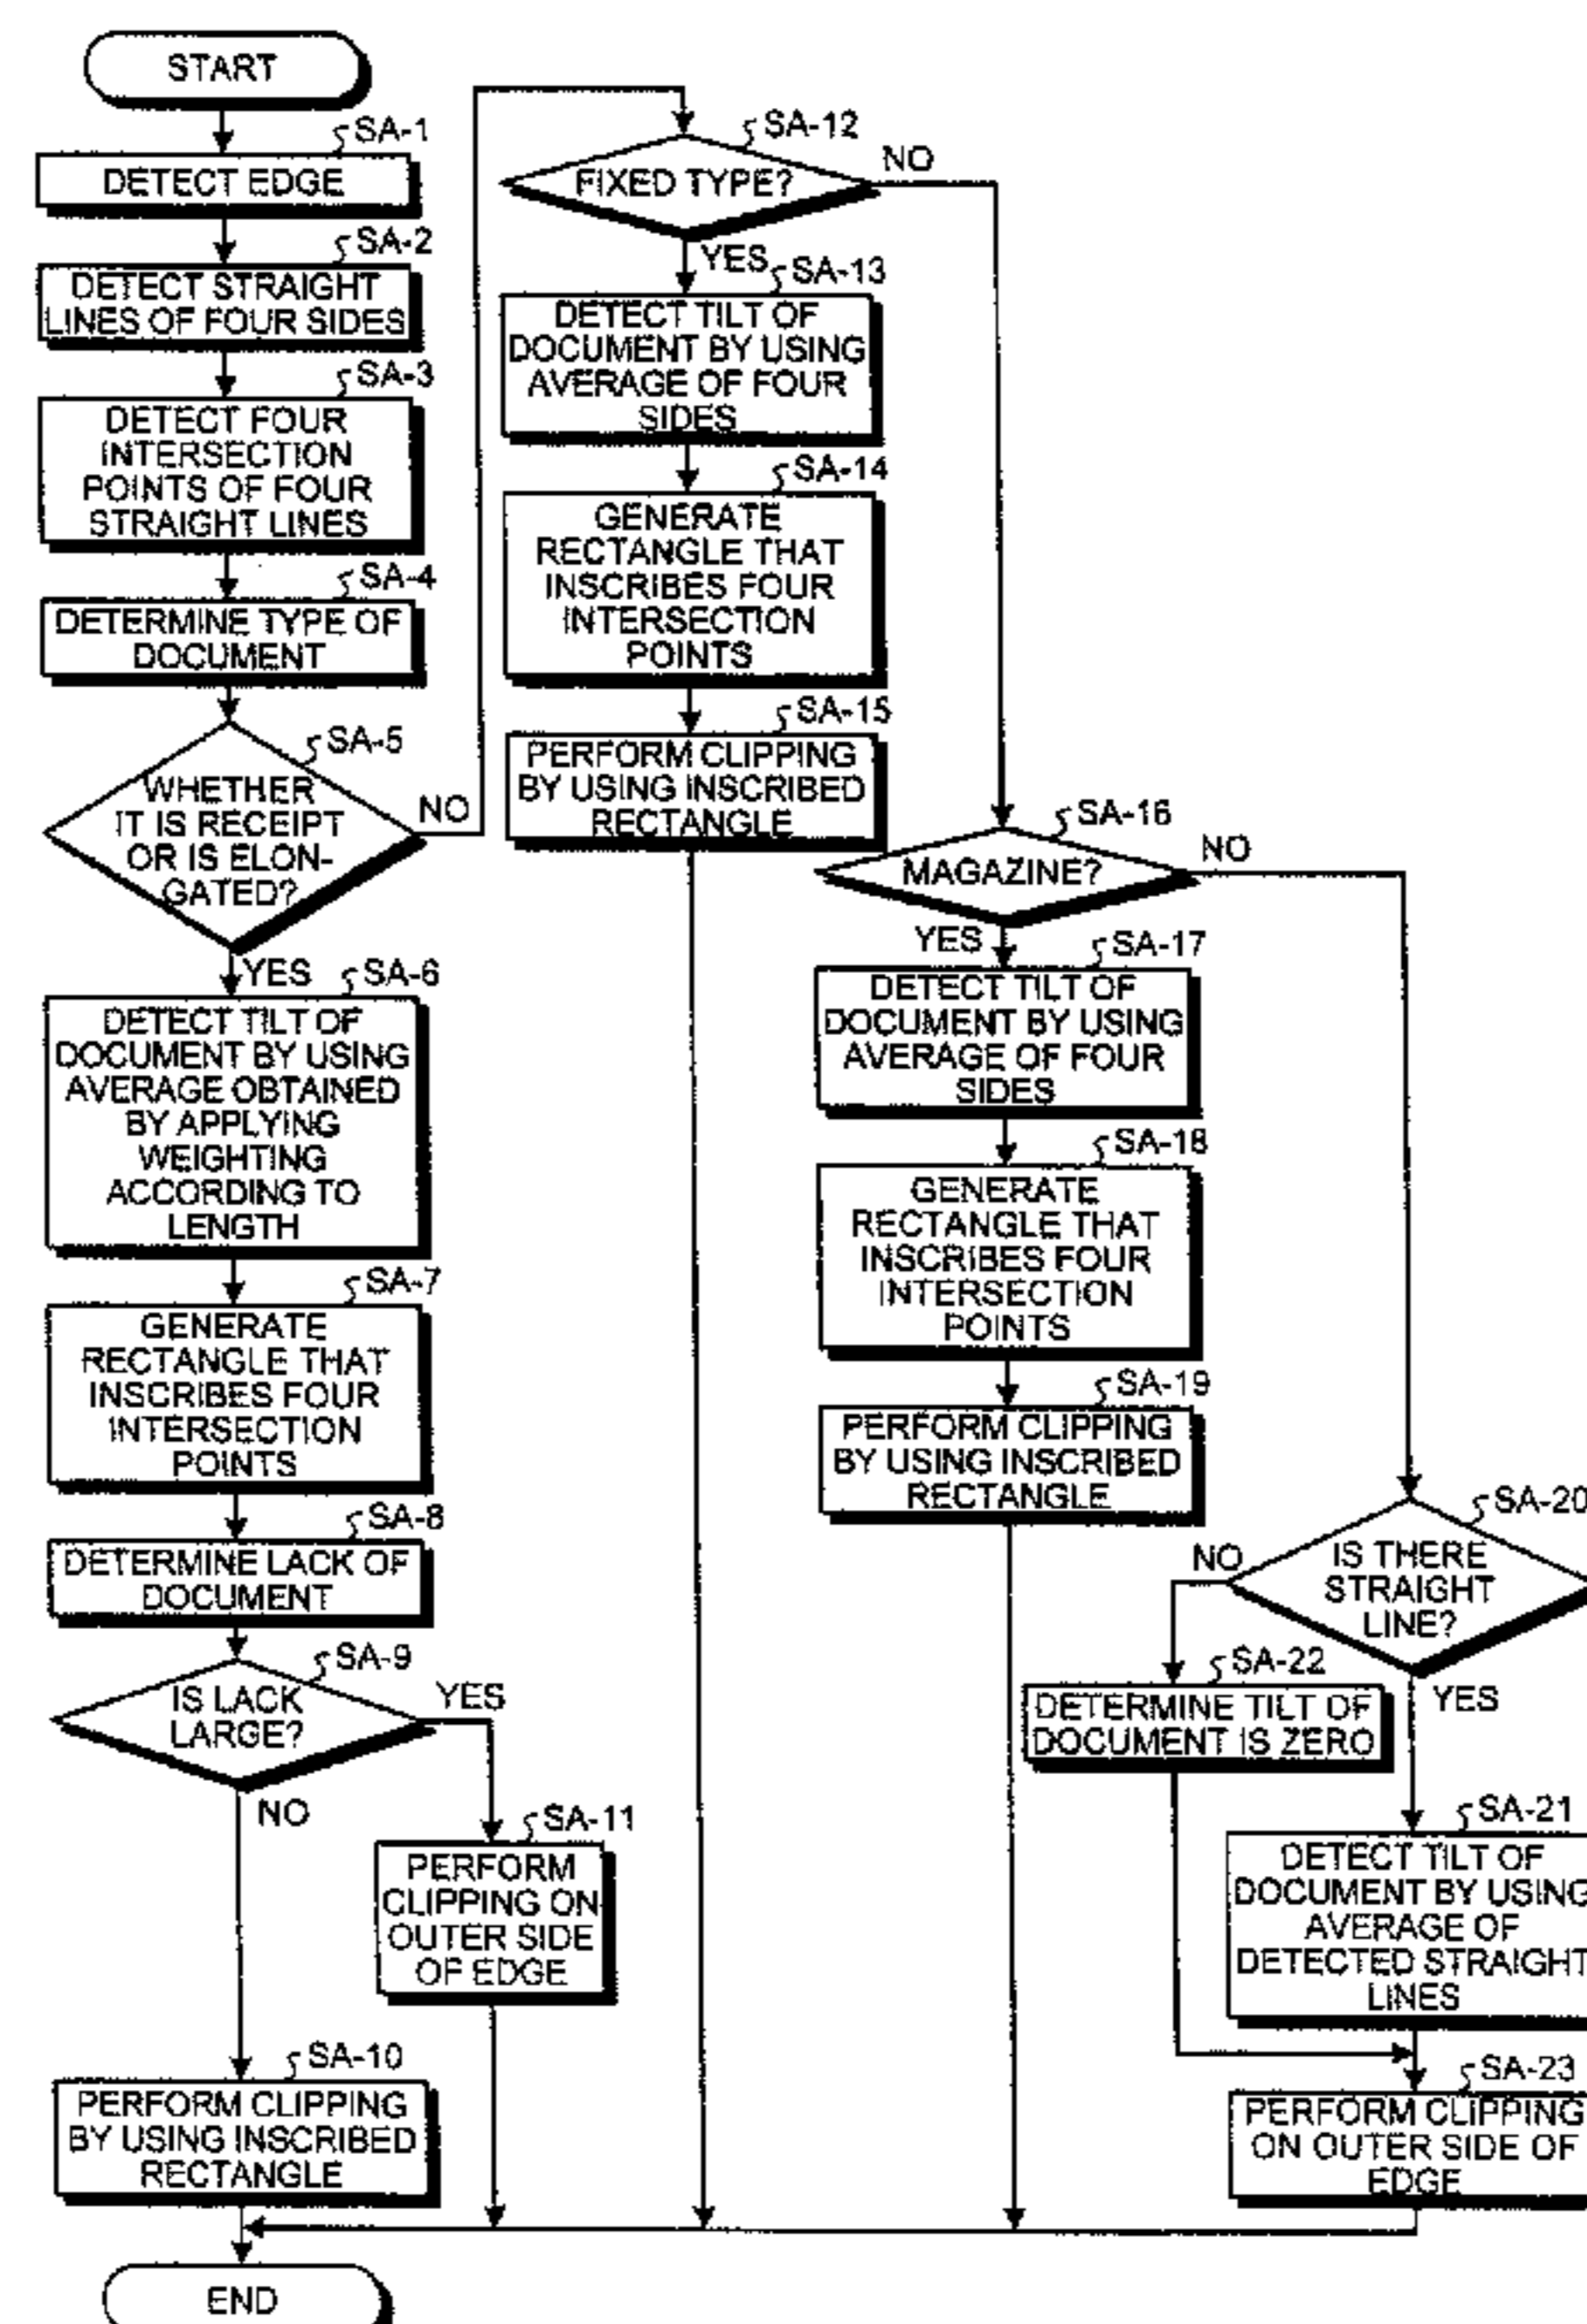 START
SA-1
DETECT EDGE
SA-2
DETECT STRAIGHT
LINES OF FOUR SIDES
SA-3
DETECT FOUR
INTERSECTION
POINTS OF FOUR
STRAIGHT LINES
SA-4
DETERMINE TYPE OF
DOCUMENT
SA-5
WHETHER
IT IS RECEIPT
OR IS ELON-
GATED?
NO
YES
SA-6
DETECT TILT OF
DOCUMENT BY USING
AVERAGE OBTAINED
BY APPLYING
WEIGHTING
ACCORDING TO
LENGTH
SA-7
GENERATE
RECTANGLE THAT
INSCRIBES FOUR
INTERSECTION
POINTS
SA-8
DETERMINE LACK OF
DOCUMENT
SA-9
IS LACK
LARGE?
YES
NO
SA-11
PERFORM
CLIPPING ON
OUTER SIDE
OF EDGE
SA-10
PERFORM CLIPPING
BY USING INSCRIBED
RECTANGLE
END
SA-12
FIXED TYPE?
NO
YES
SA-13
DETECT TILT OF
DOCUMENT BY USING
AVERAGE OF FOUR
SIDES
SA-14
GENERATE
RECTANGLE THAT
INSCRIBES FOUR
INTERSECTION
POINTS
SA-15
PERFORM CLIPPING
BY USING INSCRIBED
RECTANGLE
SA-16
MAGAZINE?
NO
YES
SA-17
DETECT TILT OF
DOCUMENT BY USING
AVERAGE OF FOUR
SIDES
SA-18
GENERATE
RECTANGLE THAT
INSCRIBES FOUR
INTERSECTION
POINTS
SA-19
PERFORM CLIPPING
BY USING INSCRIBED
RECTANGLE
SA-20
IS THERE
STRAIGHT
LINE?
NO
YES
SA-22
DETERMINE TILT OF
DOCUMENT IS ZERO
SA-21
DETECT TILT OF
DOCUMENT BY USING
AVERAGE OF
DETECTED STRAIGHT
LINES
SA-23
PERFORM CLIPPING
ON OUTER SIDE OF
EDGE